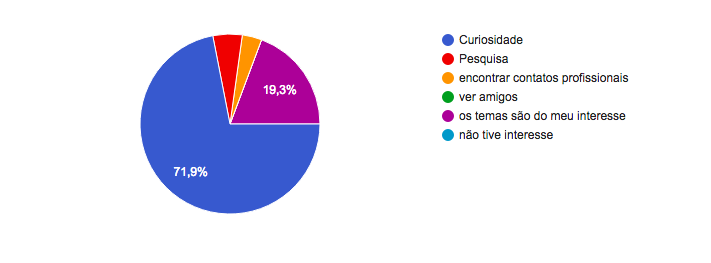 Curiosidade
Pesquisa
encontrar contatos profissionais
ver amigos
os temas são do meu interesse
não tive interesse
19,3%
71,9%